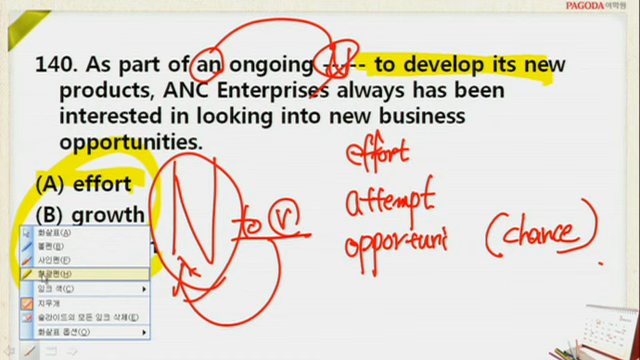 PAGODA어학원
140. As part of an ongoing ----- to develop its new
products, ANC Enterprises always has been
interested in looking into new business
opportunities.
(A) effort
(B) growth
N
N
to V
effort
attempt
opportuni (chance)
화살표(A)
볼펜(B)
사인펜(F)
형광펜(H)
잉크 색(C)
지우개
슬라이드의 모든 잉크 삭제(E)
화살표 옵션(O)